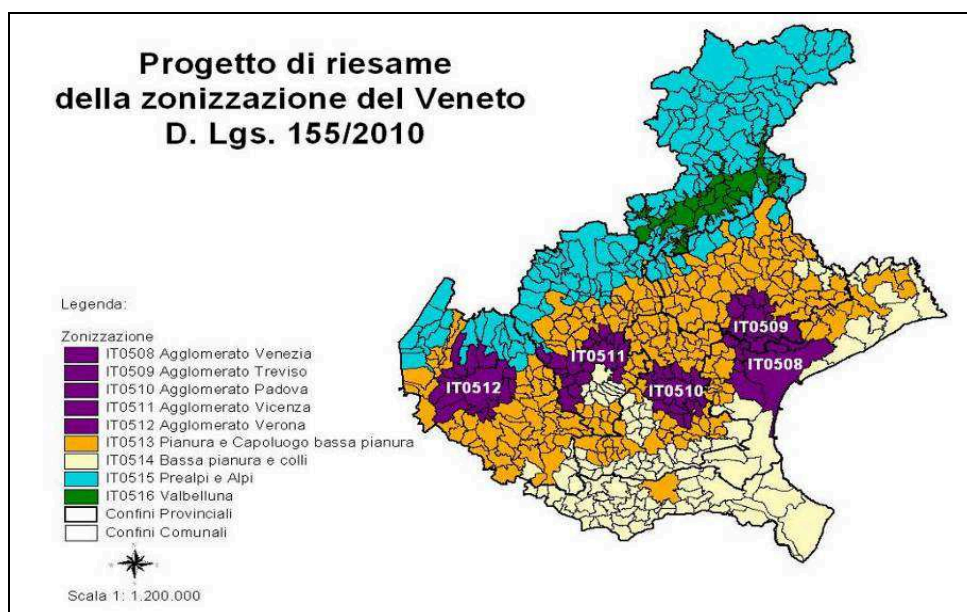 Progetto di riesame
della zonizzazione del Veneto
D. Lgs. 155/2010
Legenda:
Zonizzazione
IT0508 Agglomerato Venezia
IT0509 Agglomerato Treviso
IT0510 Agglomerato Padova
IT0511 Agglomerato Vicenza
IT0512 Agglomerato Verona
IT0513 Pianura e Capoluogo bassa pianura
IT0514 Bassa pianura e colli
IT0515 Prealpi e Alpi
IT0516 Valbelluna
Confini Provinciali
Confini Comunali
Scala 1: 1.200.000
IT0509
IT0508
IT0511
IT0512
IT0510